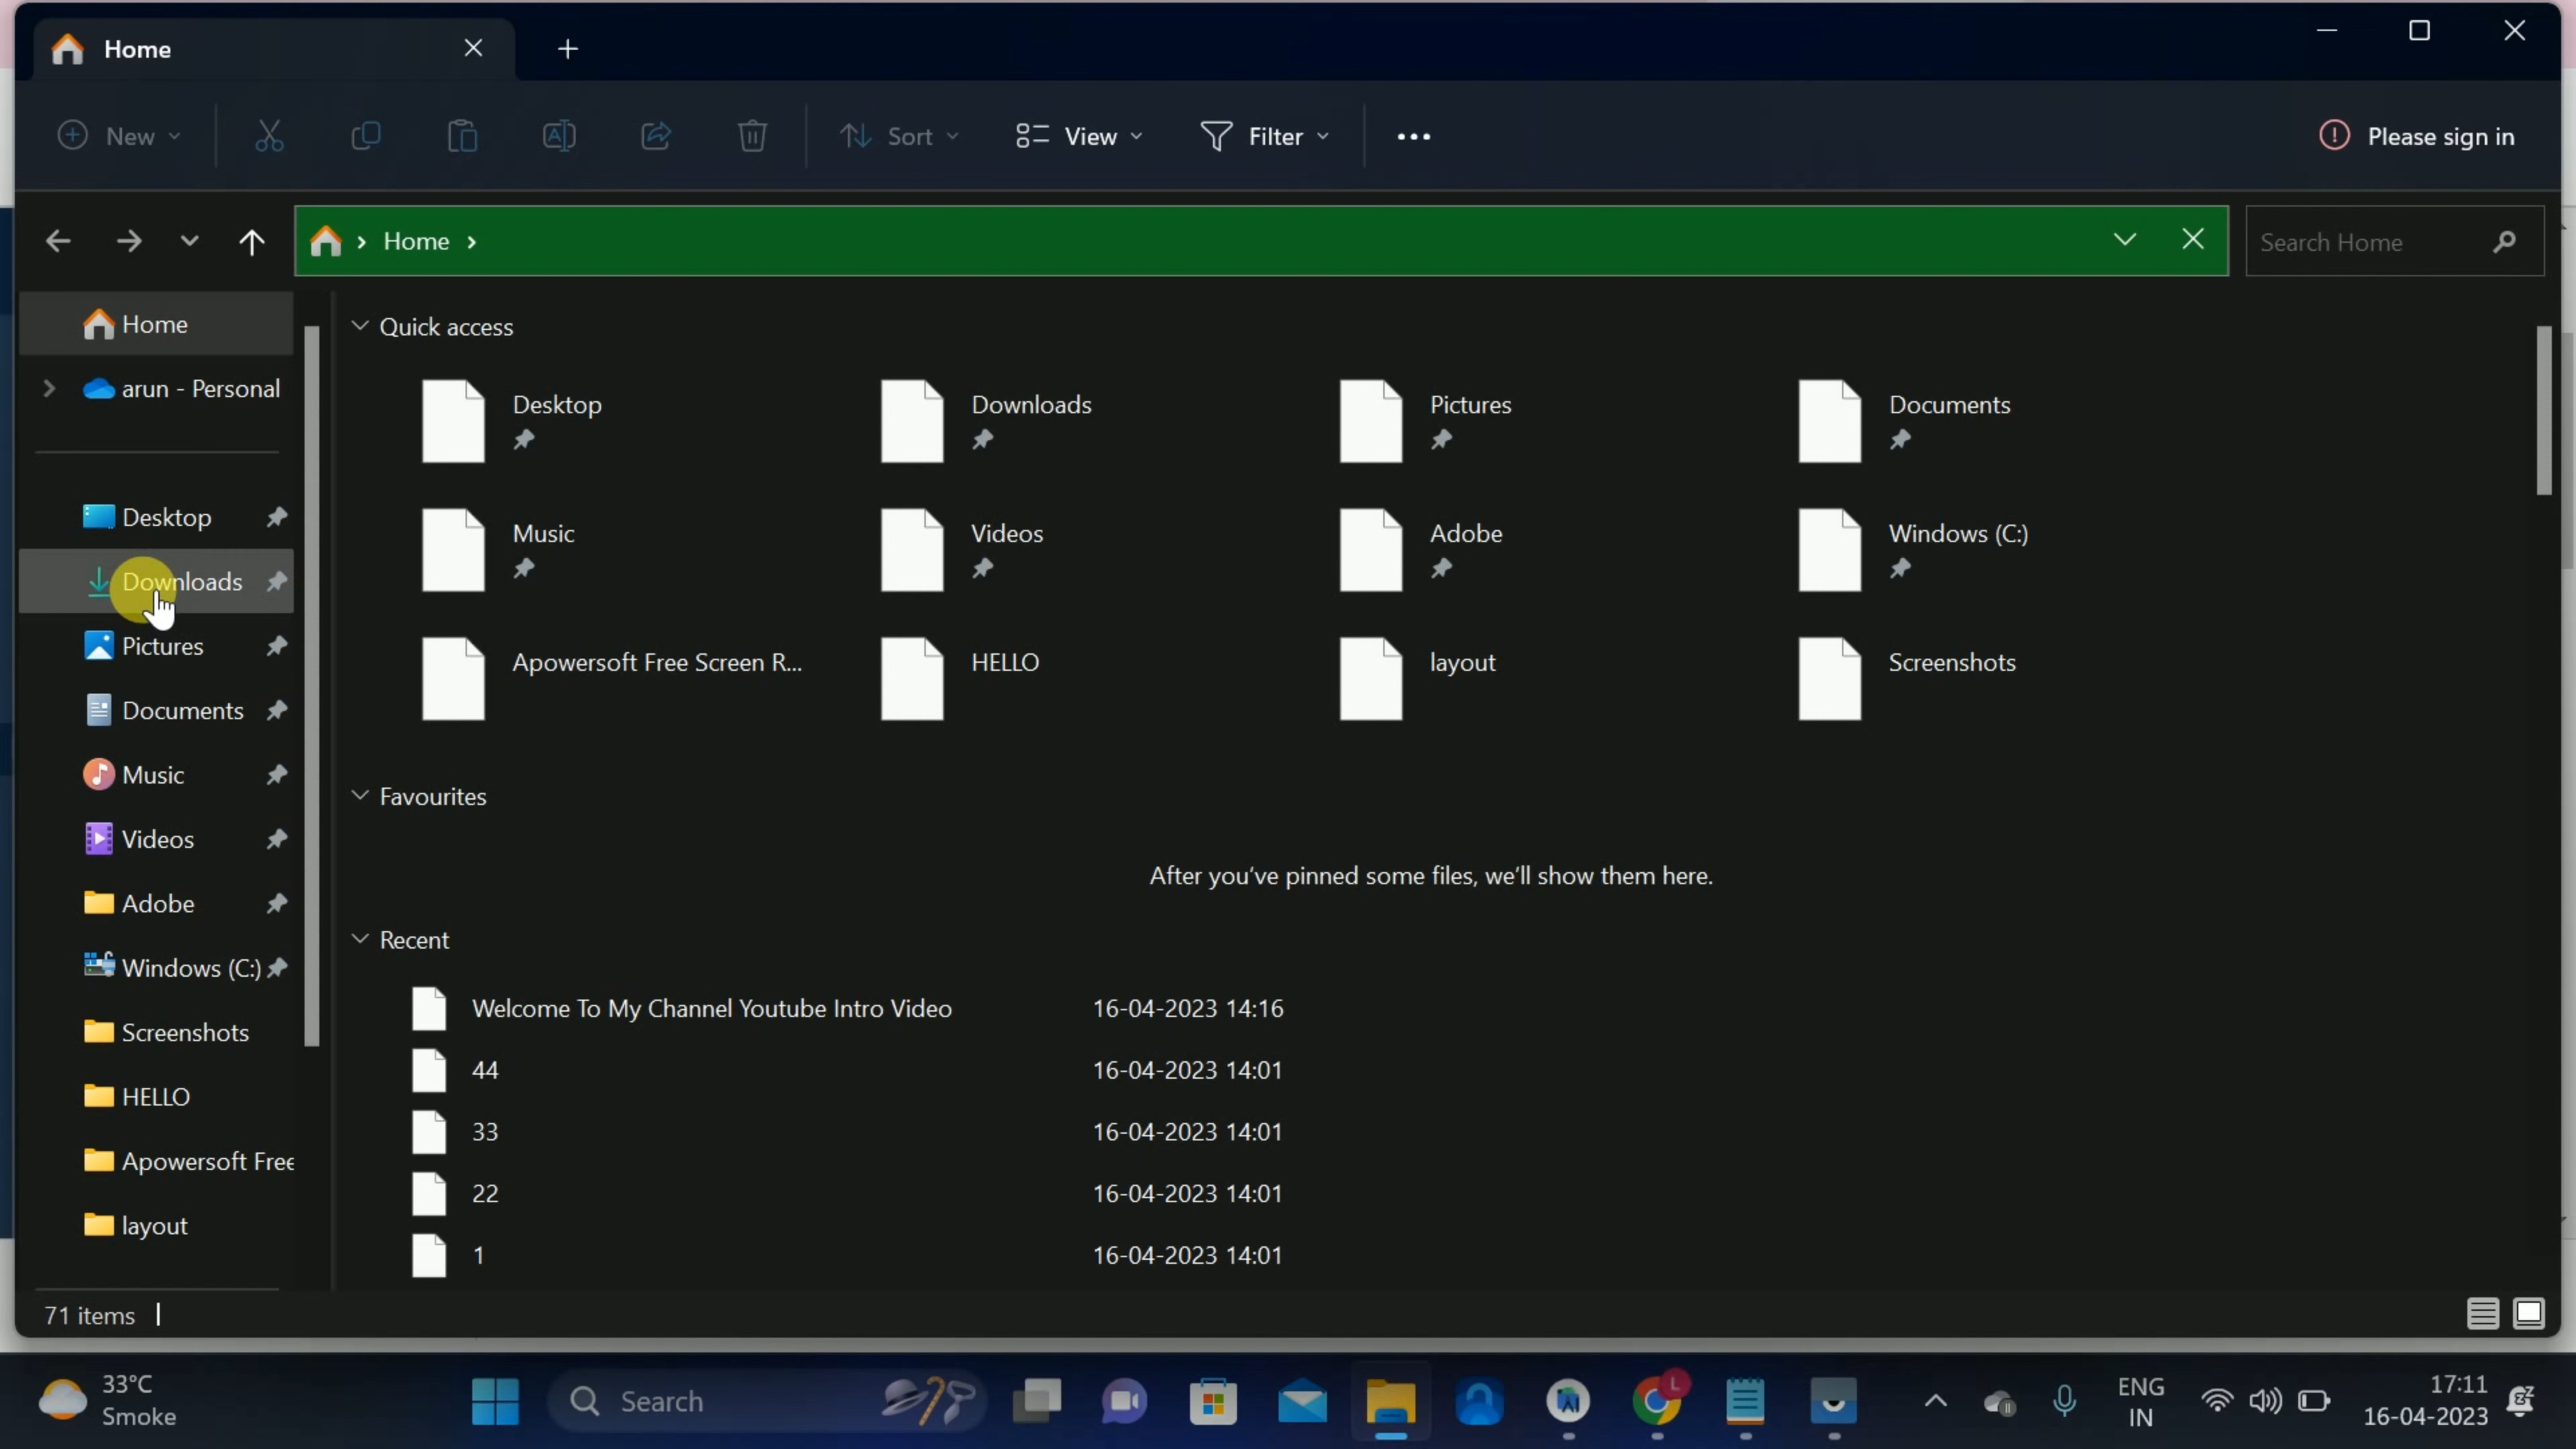 Home
New
Sort
View
Filter
Please sign in
Home
Search Home
Home
arun - Personal
Desktop
Downloads
Pictures
Documents
Music
Videos
Adobe
Windows (C:)
Screenshots
HELLO
Apowersoft Free
layout
Quick access
Desktop
Downloads
Pictures
Documents
Music
Videos
Adobe
Windows (C:)
Apowersoft Free Screen R...
HELLO
layout
Screenshots
Favourites
After you've pinned some files, we'll show them here.
Recent
Welcome To My Channel Youtube Intro Video 16-04-2023 14:16
44 16-04-2023 14:01
33 16-04-2023 14:01
22 16-04-2023 14:01
1 16-04-2023 14:01
71 items
33°C
Smoke
Search
L
ENG
IN
17:11
16-04-2023